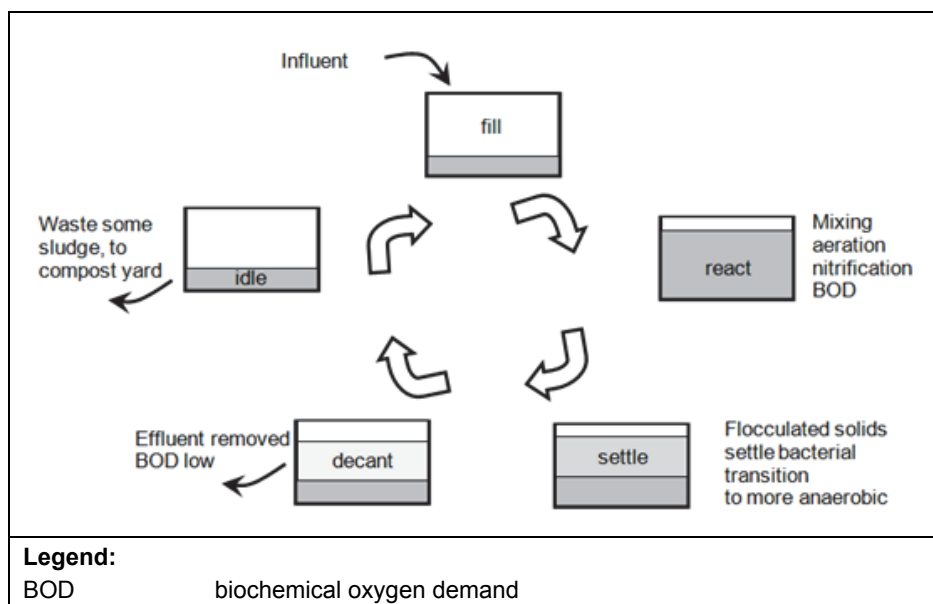 Influent
fill
Waste some
sludge, to
compost yard
idle
react
Mixing
aeration
nitrification
BOD
Effluent removed
BOD low
decant
settle
Flocculated solids
settle bacterial
transition
to more anaerobic
Legend:
BOD biochemical oxygen demand